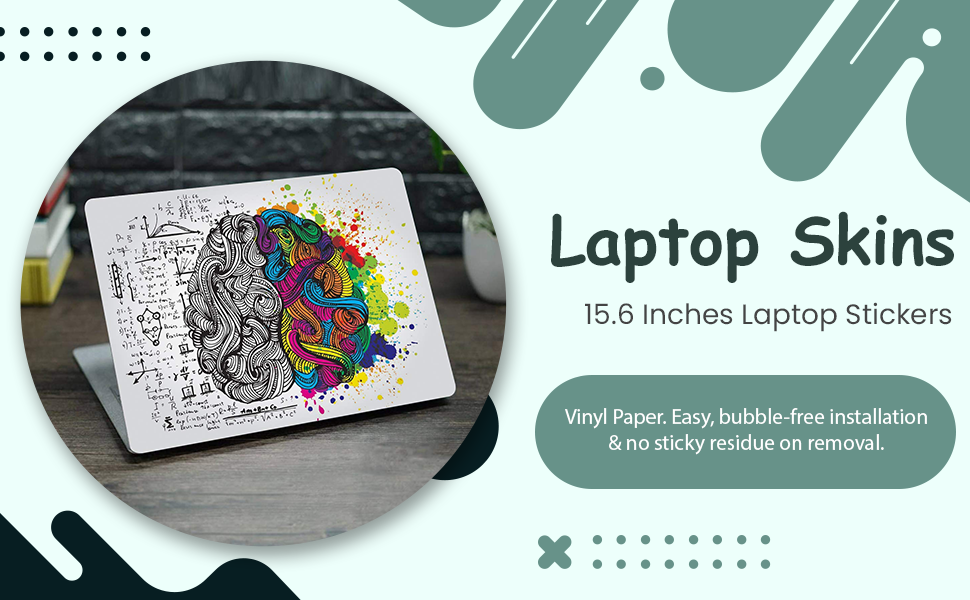 Laptop Skins
15.6 Inches Laptop Stickers
Vinyl Paper. Easy, bubble-free installation
& no sticky residue on removal.